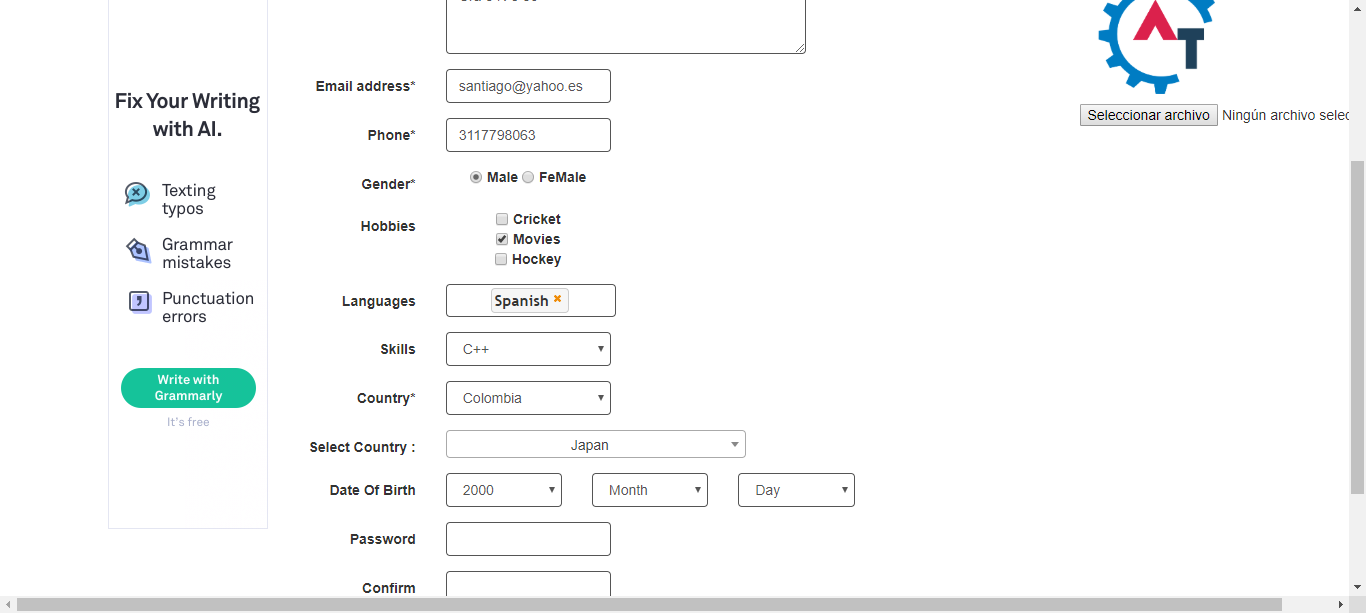 Fix Your Writing
with AI.
Texting
typos
Grammar
mistakes
Punctuation
errors
Write with
Grammarly
It's free
Email address* santiago@yahoo.es
Phone* 3117798063
Gender* Male FeMale
Hobbies
Cricket
Movies
Hockey
Languages Spanish
Skills C++
Country* Colombia
Select Country : Japan
Date Of Birth 2000 Month Day
Password
Confirm
AT
Seleccionar archivo Ningún archivo selec